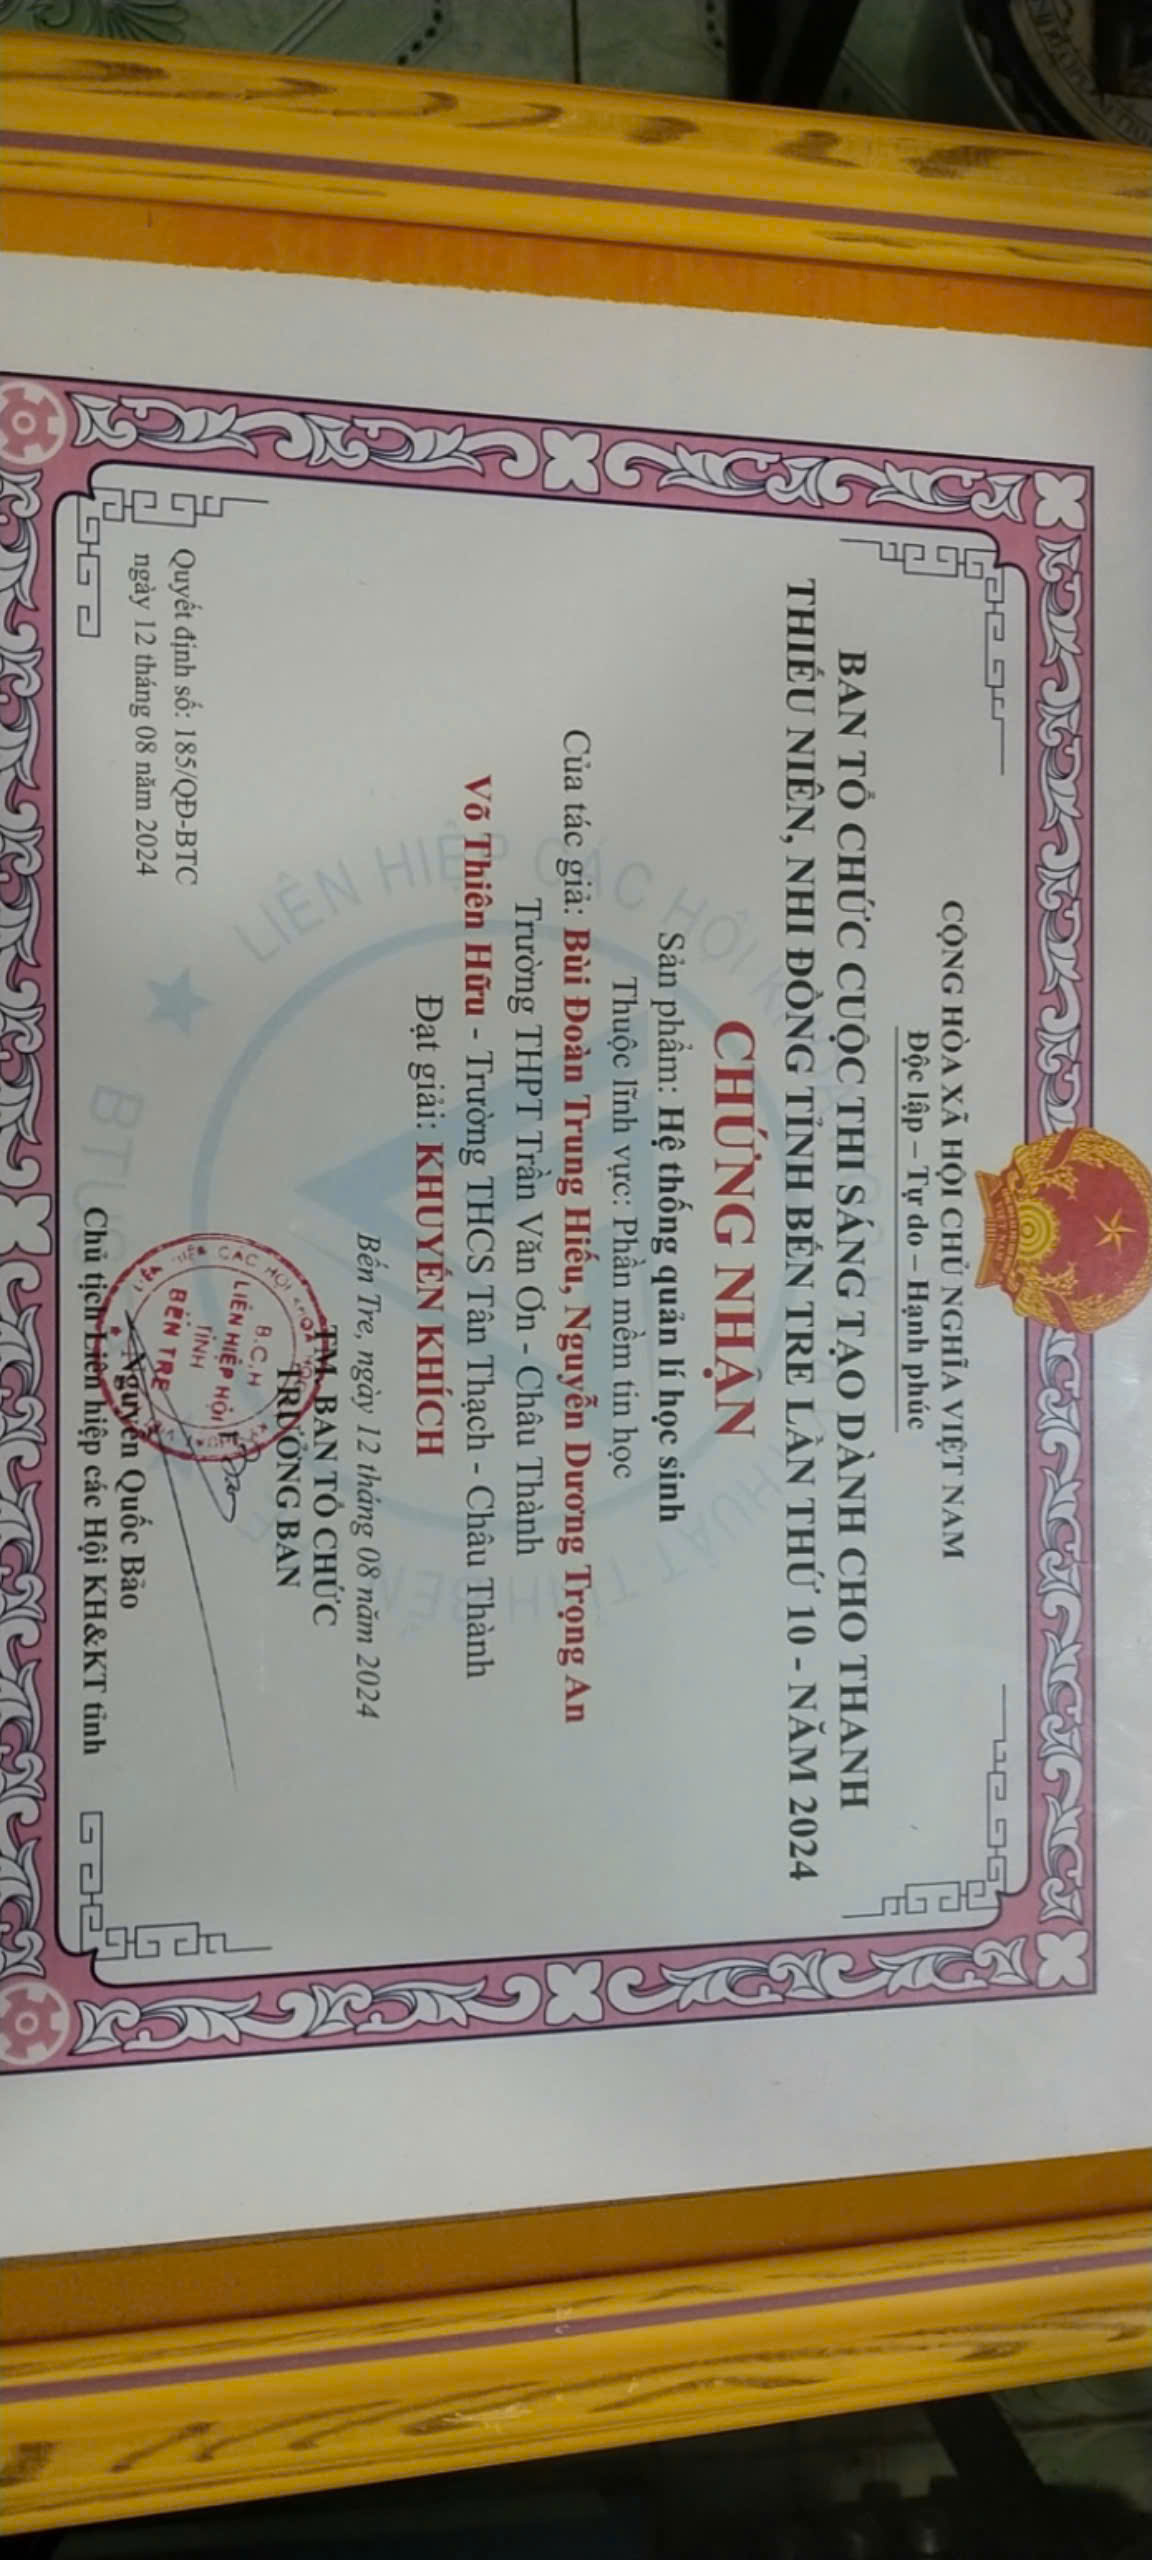 CỘNG HÒA XÃ HỘI CHỦ NGHĨA VIỆT NAM
Độc lập – Tự do – Hạnh phúc
BAN TỔ CHỨC CUỘC THI SÁNG TẠO DÀNH CHO THANH
THIẾU NIÊN, NHI ĐỒNG TỈNH BẾN TRE LẦN THỨ 10 - NĂM 2024
CHỨNG NHẬN
Sản phẩm: Hệ thống quản lí học sinh
Thuộc lĩnh vực: Phần mềm tin học
Của tác giả: Bùi Đoàn Trung Hiếu, Nguyễn Dương Trọng An
Trường THPT Trần Văn Ơn - Châu Thành
Võ Thiên Hữu - Trường THCS Tân Thạch - Châu Thành
Đạt giải: KHUYẾN KHÍCH
Bến Tre, ngày 12 tháng 08 năm 2024
TM. BAN TỔ CHỨC
TRƯỞNG BAN
Quyết định số: 185/QĐ-BTC
ngày 12 tháng 08 năm 2024
B.C.H
LIÊN HIỆP HỘI
TỈNH
BẾN TRE
Nguyễn Quốc Bảo
Chủ tịch Liên hiệp các Hội KH&KT tỉnh
LIÊN HIỆP CÁC HỘI